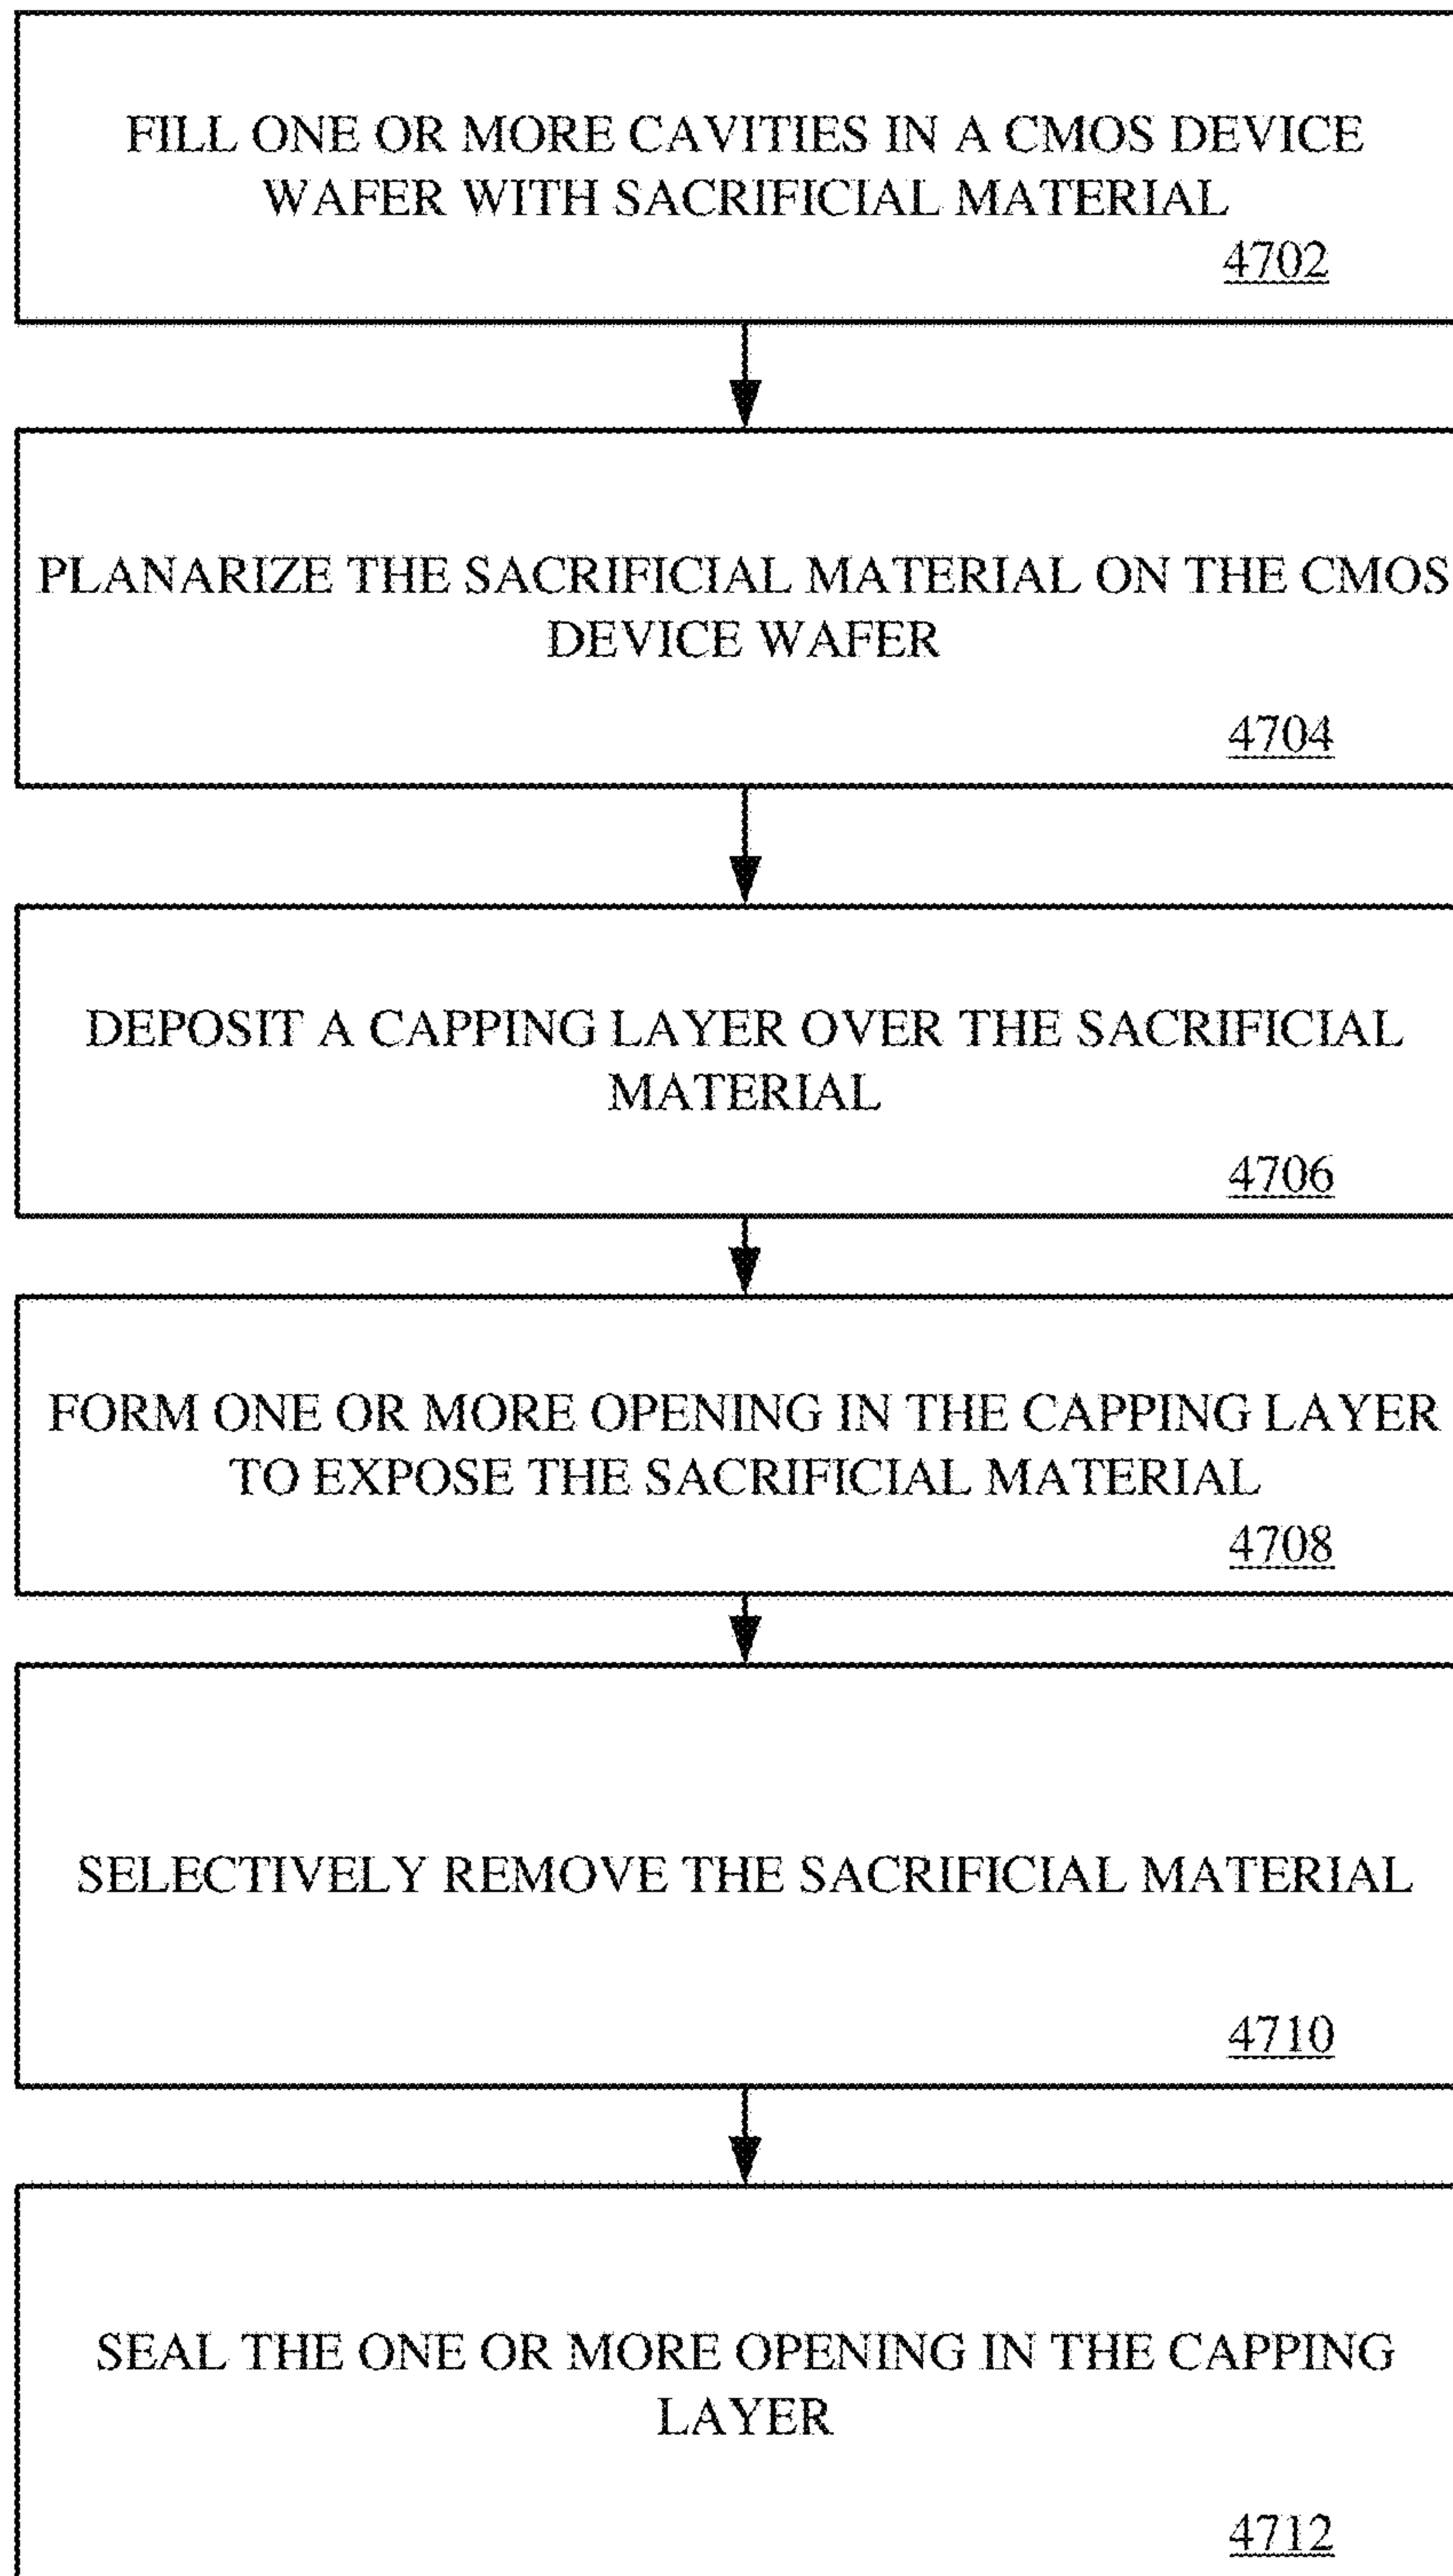 FILL ONE OR MORE CAVITIES IN A CMOS DEVICE
WAFER WITH SACRIFICIAL MATERIAL
4702
PLANARIZE THE SACRIFICIAL MATERIAL ON THE CMOS
DEVICE WAFER
4704
DEPOSIT A CAPPING LAYER OVER THE SACRIFICIAL
MATERIAL
4706
FORM ONE OR MORE OPENING IN THE CAPPING LAYER
TO EXPOSE THE SACRIFICIAL MATERIAL
4708
SELECTIVELY REMOVE THE SACRIFICIAL MATERIAL
4710
SEAL THE ONE OR MORE OPENING IN THE CAPPING
LAYER
4712